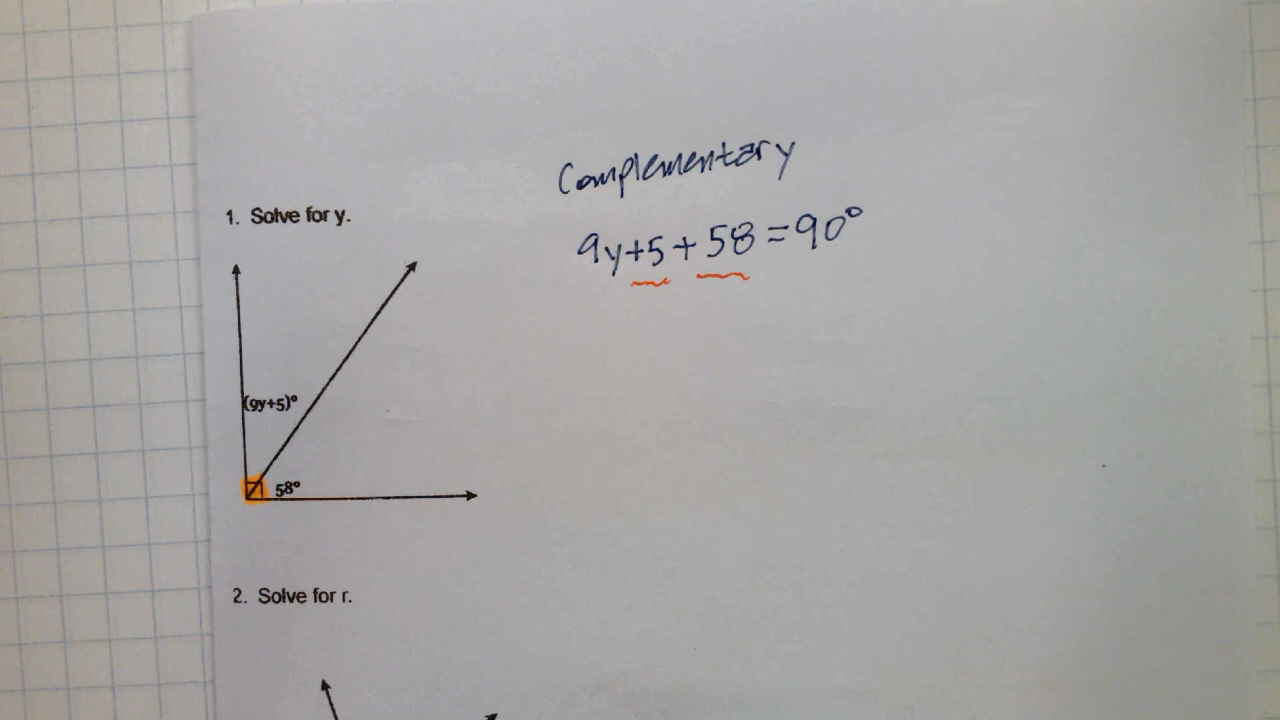 Complementary
1. Solve for y.
9y+5+58=90°
(9y+5)°
58°
2. Solve for r.